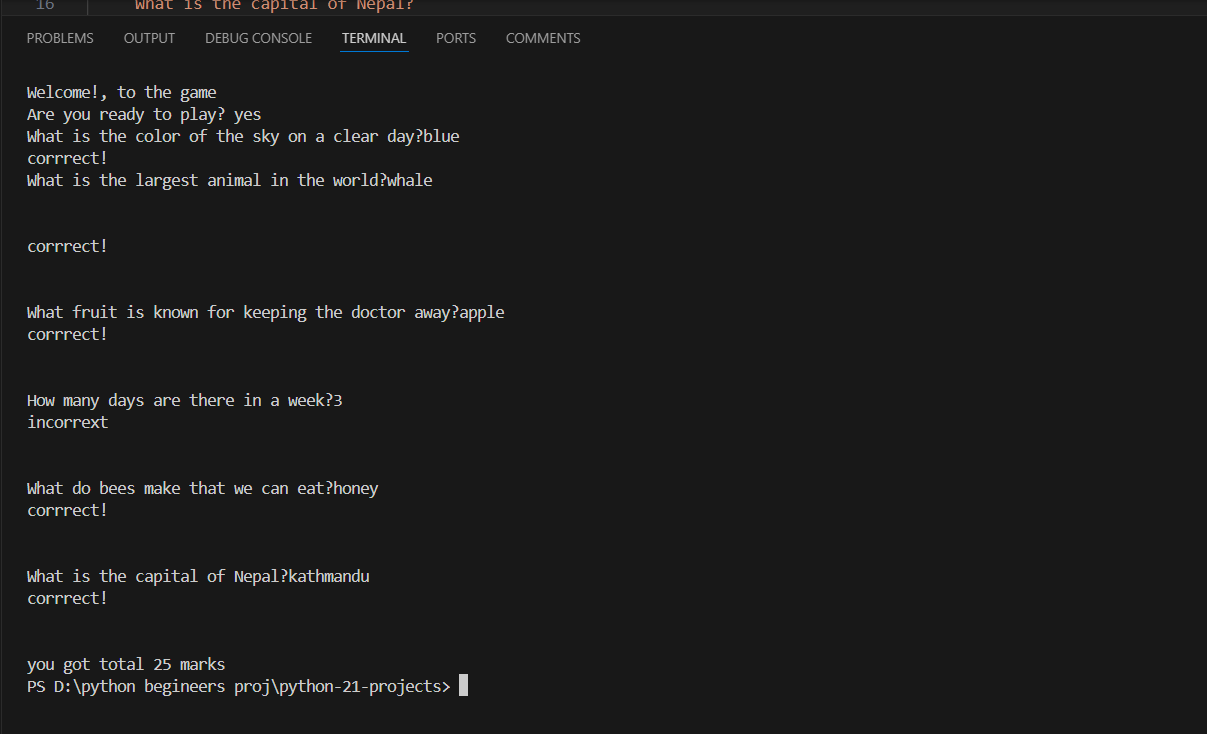 16 What is the capital of Nepal?
PROBLEMS OUTPUT DEBUG CONSOLE TERMINAL PORTS COMMENTS
Welcome!, to the game
Are you ready to play? yes
What is the color of the sky on a clear day?blue
corrrect!
What is the largest animal in the world?whale
corrrect!
What fruit is known for keeping the doctor away?apple
corrrect!
How many days are there in a week?3
incorrext
What do bees make that we can eat?honey
corrrect!
What is the capital of Nepal?kathmandu
corrrect!
you got total 25 marks
PS D:\python begineers proj\python-21-projects>